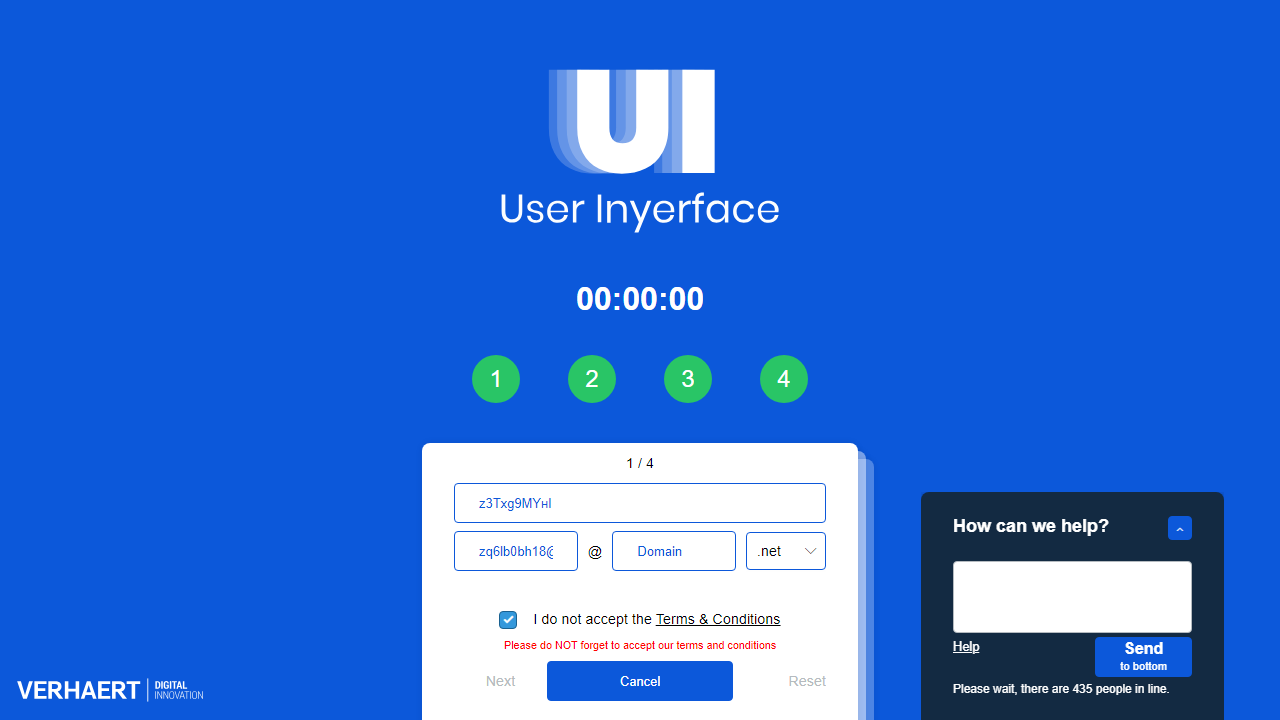 UI
User Inyerface
00:00:00
1 2 3 4
1 / 4
z3Txg9MYнI
zq6lb0bh18@ @ Domain .net
I do not accept the Terms & Conditions
Please do NOT forget to accept our terms and conditions
Next Cancel Reset
How can we help?
Help
Send
to bottom
Please wait, there are 435 people in line.
VERHAERT DIGITAL
INNOVATION